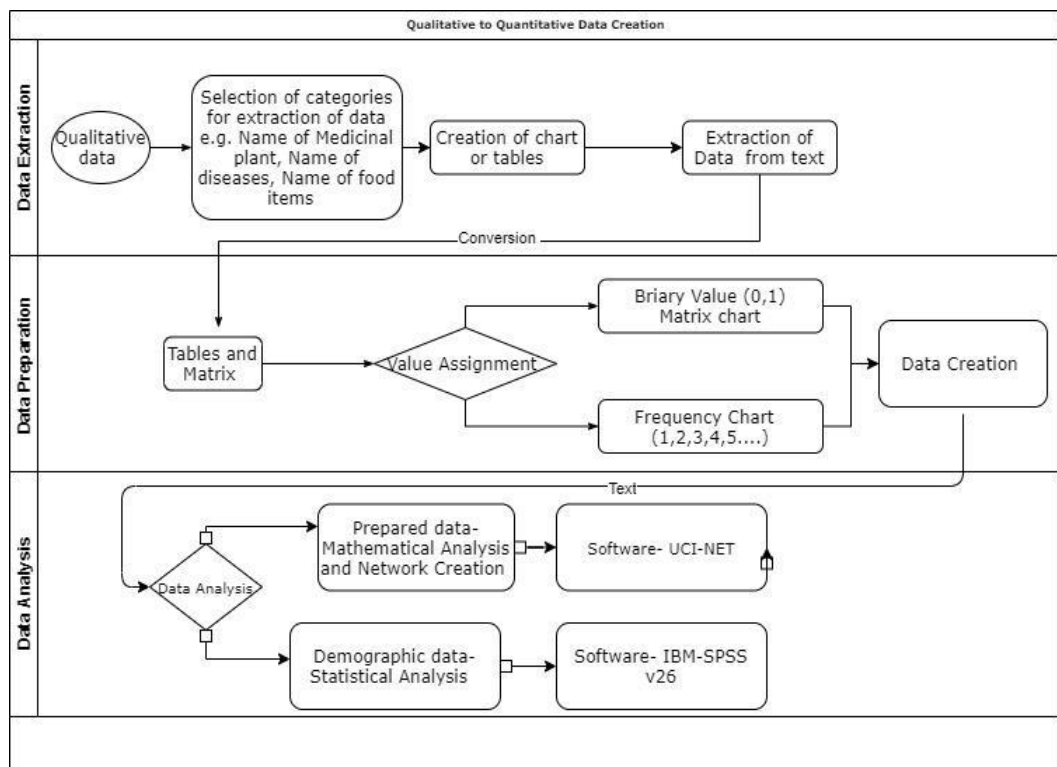 Qualitative to Quantitative Data Creation
Data Extraction
Qualitative
data
Selection of categories
for extraction of data
e.g. Name of Medicinal
plant, Name of
diseases, Name of food
items
Creation of chart
or tables
Extraction of
Data from text
Conversion
Data Preparation
Tables and
Matrix
Value Assignment
Briary Value (0,1)
Matrix chart
Frequency Chart
(1,2,3,4,5....)
Data Creation
Text
Data Analysis
Data Analysis
Prepared data-
Mathematical Analysis
and Network Creation
Software- UCI-NET
Demographic data-
Statistical Analysis
Software- IBM-SPSS
v26